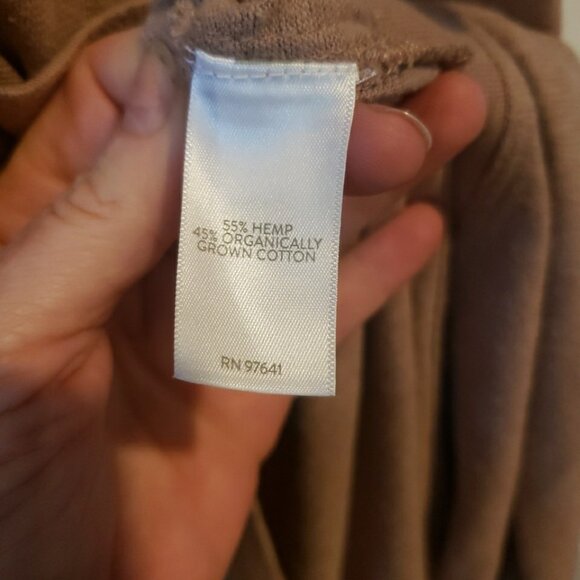 55% HEMP
45% ORGANICALLY
GROWN COTTON
RN 97641